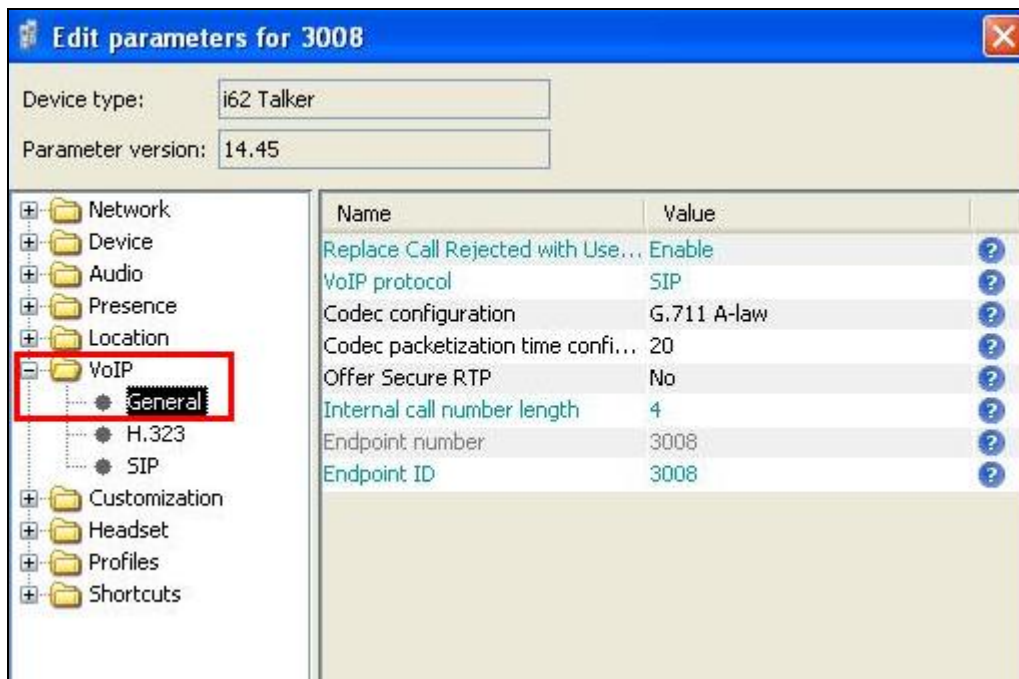 Edit parameters for 3008
Device type: i62 Talker
Parameter version: 14.45
Network
Device
Audio
Presence
Location
VoIP
General
H.323
SIP
Customization
Headset
Profiles
Shortcuts
Name Value
Replace Call Rejected with Use... Enable
VoIP protocol SIP
Codec configuration G.711 A-law
Codec packetization time confi... 20
Offer Secure RTP No
Internal call number length 4
Endpoint number 3008
Endpoint ID 3008